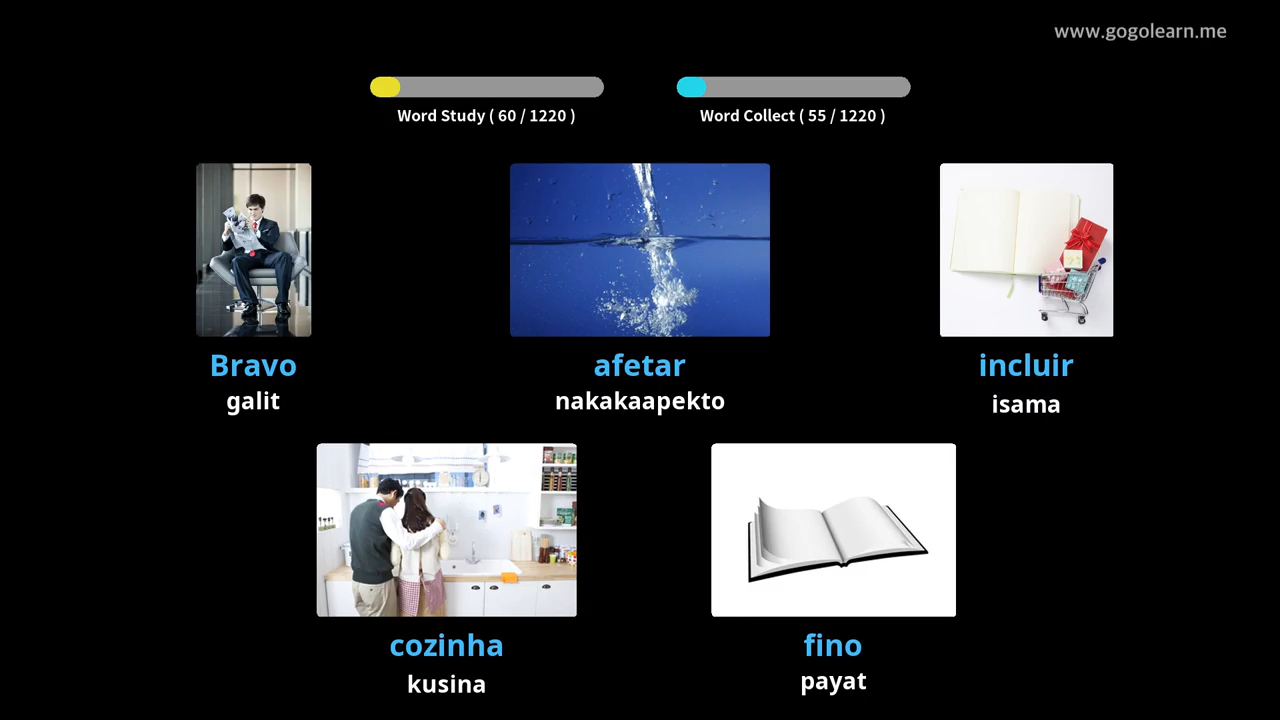 www.gogolearn.me
Word Study ( 60 / 1220 )
Word Collect ( 55 / 1220 )
Bravo
galit
afetar
nakakaapekto
incluir
isama
cozinha
kusina
fino
payat